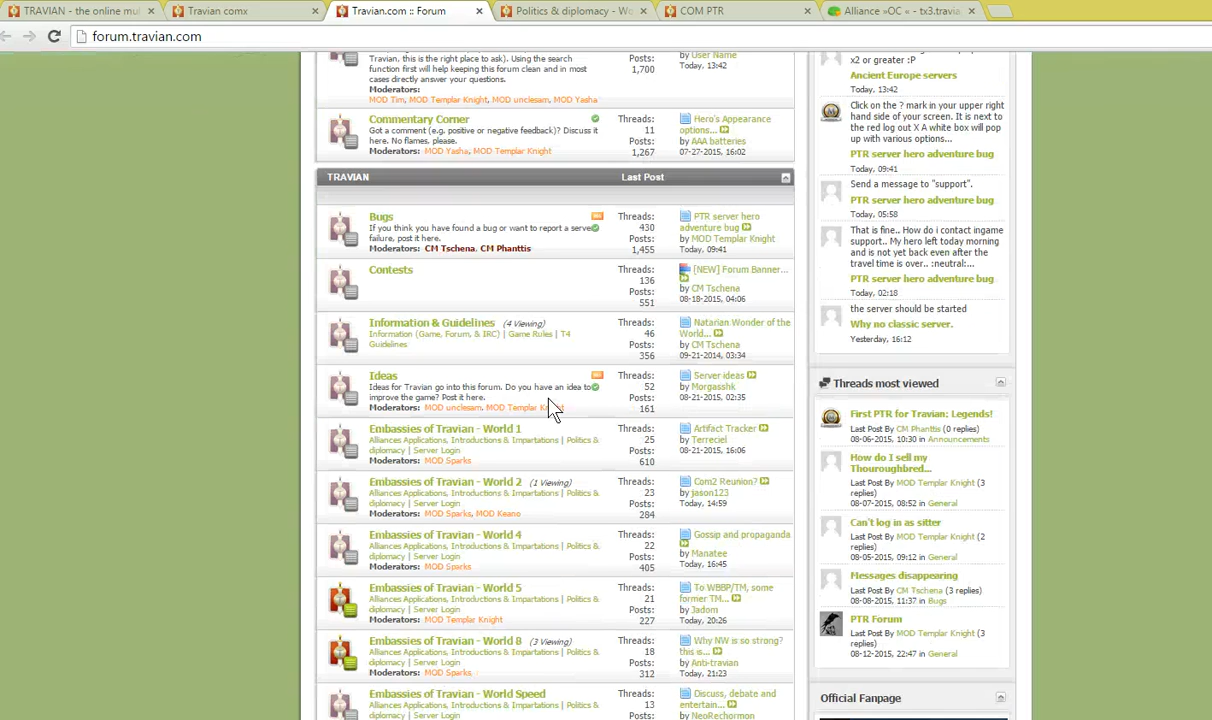 TRAVIAN - the online mul
Travian comx
Travian.com :: Forum
Politics & diplomacy - Wo
COM PTR
Alliance »OC « - tx3.travia
forum.travian.com
Travian, this is the right place to ask). Using the search
function first will help keeping this forum clean and in most
cases directly answer your questions.
Moderators:
MOD Tim, MOD Templar Knight, MOD unclesam, MOD Yasha
Posts:
1,700
by User Name
Today, 13:42
Commentary Corner
Got a comment (e.g. positive or negative feedback)? Discuss it
here. No flames, please.
Moderators: MOD Yasha, MOD Templar Knight
Threads:
11
Posts:
1,267
Hero's Appearance
options...
by AAA batteries
07-27-2015, 16:02
TRAVIAN
Last Post
Bugs
If you think you have found a bug or want to report a server
failure, post it here.
Moderators: CM Tschena, CM Phanttis
Threads:
430
Posts:
1,455
PTR server hero
adventure bug
by MOD Templar Knight
Today, 09:41
Contests
Threads:
136
Posts:
551
[NEW] Forum Banner...
by CM Tschena
08-18-2015, 04:06
Information & Guidelines (4 Viewing)
Information (Game, Forum, & IRC) | Game Rules | T4
Guidelines
Threads:
46
Posts:
356
Natarian Wonder of the
World...
by CM Tschena
09-21-2014, 03:34
Ideas
Ideas for Travian go into this forum. Do you have an idea to
improve the game? Post it here.
Moderators: MOD unclesam, MOD Templar Knight
Threads:
52
Posts:
161
Server ideas
by Morgasshk
08-21-2015, 02:35
Embassies of Travian - World 1
Alliances Applications, Introductions & Impartations | Politics &
diplomacy | Server Login
Moderators: MOD Sparks
Threads:
25
Posts:
610
Artifact Tracker
by Terreciel
08-21-2015, 16:06
Embassies of Travian - World 2 (1 Viewing)
Alliances Applications, Introductions & Impartations | Politics &
diplomacy | Server Login
Moderators: MOD Sparks, MOD Keano
Threads:
23
Posts:
284
Com2 Reunion?
by jason123
Today, 14:59
Embassies of Travian - World 4
Alliances Applications, Introductions & Impartations | Politics &
diplomacy | Server Login
Moderators: MOD Sparks
Threads:
22
Posts:
405
Gossip and propaganda
by Manatee
Today, 16:45
Embassies of Travian - World 5
Alliances Applications, Introductions & Impartations | Politics &
diplomacy | Server Login
Moderators: MOD Templar Knight
Threads:
21
Posts:
227
To WBBP/TM, some
former TM...
by Jadom
Today, 20:26
Embassies of Travian - World 8 (3 Viewing)
Alliances Applications, Introductions & Impartations | Politics &
diplomacy | Server Login
Moderators: MOD Sparks
Threads:
18
Posts:
312
Why NW is so strong?
this is...
by Anti-travian
Today, 21:23
Embassies of Travian - World Speed
Alliances Applications, Introductions & Impartations | Politics &
diplomacy | Server Login
Threads:
13
Posts:
Discuss, debate and
entertain...
by NeoRechormon
x2 or greater :P
Ancient Europe servers
Today, 13:42
Click on the ? mark in your upper right
hand side of your screen. It is next to
the red log out X A white box will pop
up with various options...
PTR server hero adventure bug
Today, 09:41
Send a message to "support".
PTR server hero adventure bug
Today, 05:58
That is fine.. How do i contact ingame
support.. My hero left today morning
and is not yet back even after the
travel time is over.. :neutral:...
PTR server hero adventure bug
Today, 02:18
the server should be started
Why no classic server.
Yesterday, 16:12
Threads most viewed
First PTR for Travian: Legends!
Last Post By CM Phanttis (0 replies)
08-06-2015, 10:30 in Announcements
How do I sell my
Thouroughbred...
Last Post By MOD Templar Knight (3
replies)
08-07-2015, 08:52 in General
Can't log in as sitter
Last Post By MOD Templar Knight (2
replies)
08-05-2015, 09:12 in General
Messages disappearing
Last Post By CM Tschena (3 replies)
08-08-2015, 11:37 in Bugs
PTR Forum
Last Post By MOD Templar Knight (3
replies)
08-12-2015, 22:47 in General
Official Fanpage